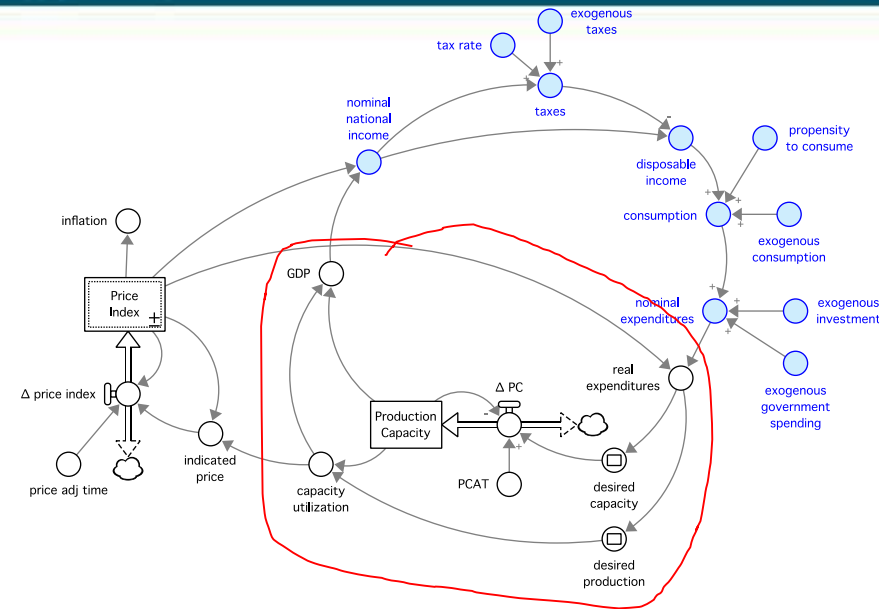 exogenous
taxes
tax rate
taxes
nominal
national
income
propensity
to consume
disposable
income
inflation
consumption
exogenous
consumption
GDP
Price
Index
+
nominal
expenditures
exogenous
investment
real
expenditures
Δ PC
exogenous
government
spending
Δ price index
Production
Capacity
indicated
price
price adj time
capacity
utilization
PCAT
desired
capacity
desired
production